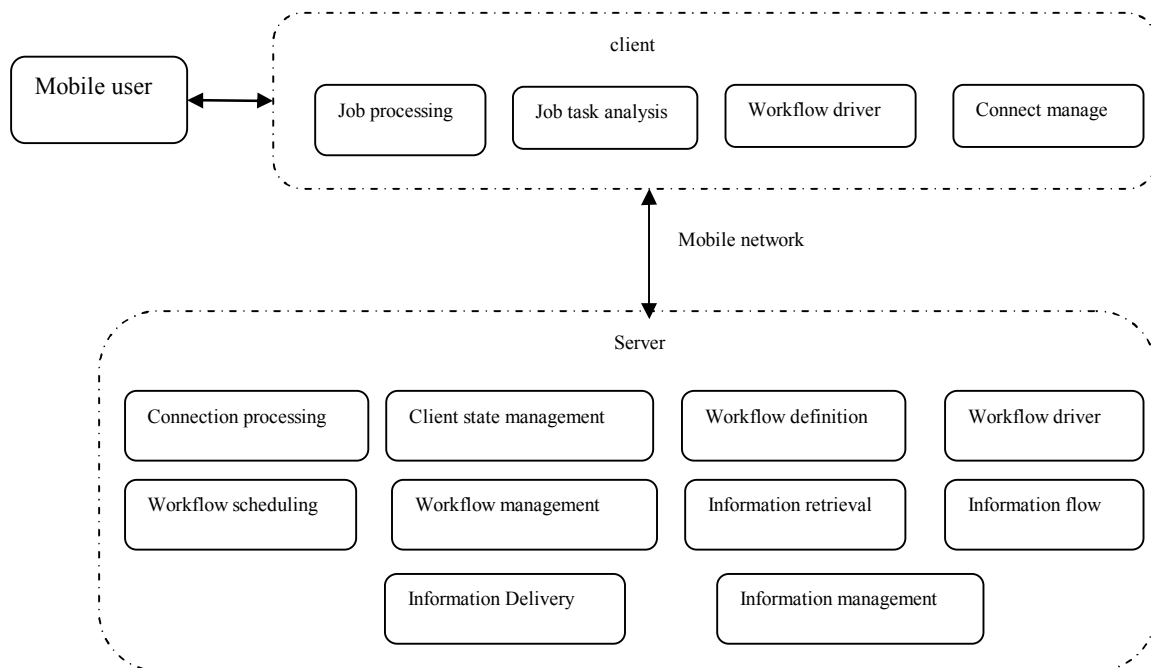 client
Mobile user
Job processing
Job task analysis
Workflow driver
Connect manage
Mobile network
Server
Connection processing
Client state management
Workflow definition
Workflow driver
Workflow scheduling
Workflow management
Information retrieval
Information flow
Information Delivery
Information management